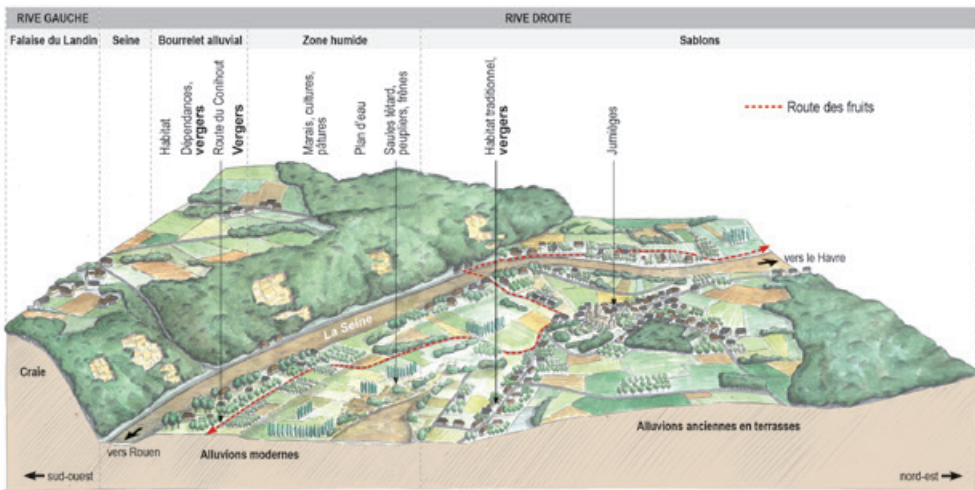 RIVE GAUCHE
RIVE DROITE
Falaise du Landin
Seine
Bourrelet alluvial
Zone humide
Sablons
Habitat
Dépendances,
vergers
Route du Conihout
Vergers
Marais, cultures,
pâtures
Plan d'eau
Saules têtard,
peupliers, frênes
Habitat traditionnel,
vergers
Jumièges
Route des fruits
vers le Havre
La Seine
Craie
vers Rouen
Alluvions modernes
Alluvions anciennes en terrasses
sud-ouest
nord-est